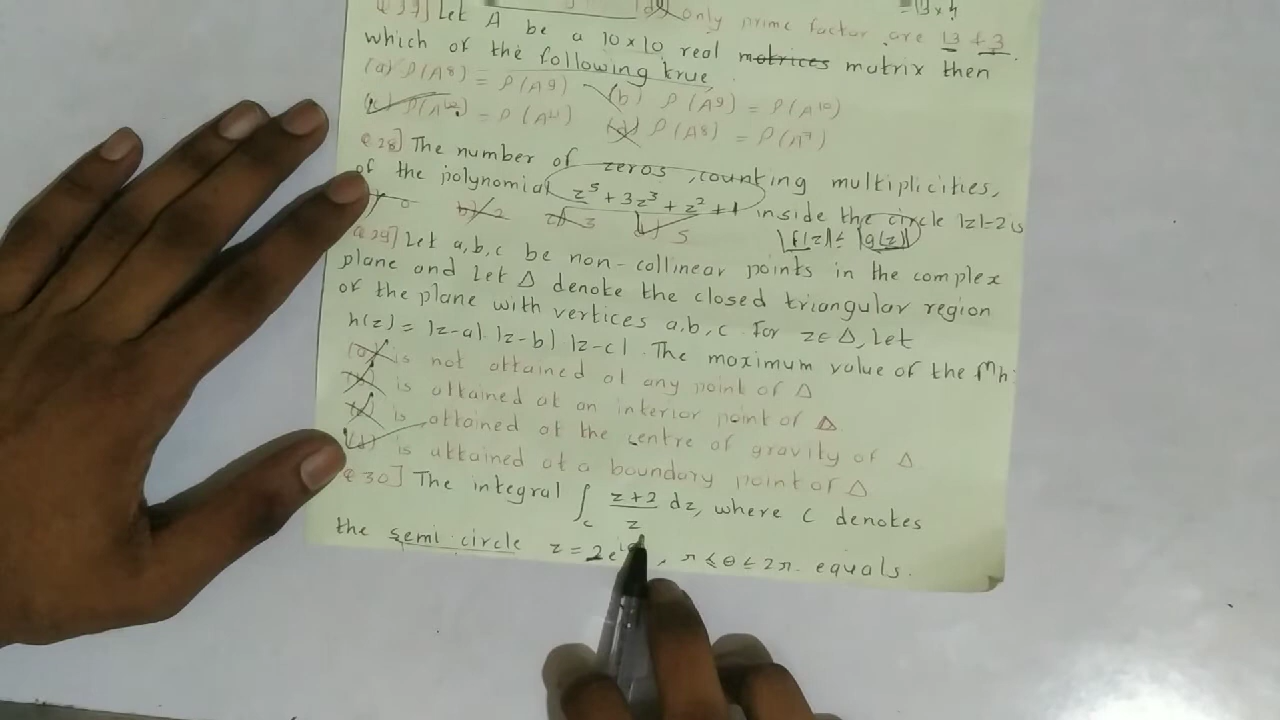 = 13 x 3
(d) only prime factor are 13 + 3
Q 27] Let A be a 10x10 real matrices matrix then
which of the following true
(a) ρ(A8) = ρ(A9) (b) ρ(A9) = ρ(A10)
ρ(A12) = ρ(A11) (d) ρ(A8) = ρ(A7)
Q 28] The number of zeros, counting multiplicities,
of the polynomial z⁵ + 3z³ + z² + 1 inside the circle |z|=2 is
0 b) 2 c) 3 d) 5 |f(z)| < |g(z)|
Q 29] Let a,b,c be non-collinear points in the complex
plane and let Δ denote the closed triangular region
of the plane with vertices a,b,c. For z∈Δ, Let
h(z) = |z-a|.|z-b| |z-c|. The maximum value of the fn h:
(a) is not attained at any point of Δ
is attained at an interior point of Δ
is attained at the centre of gravity of Δ
(d) is attained at a boundary point of Δ
Q 30] The integral ∫c z+2/z dz, where C denotes
the semi circle z = 2e, π ≤ θ ≤ 2π equals.